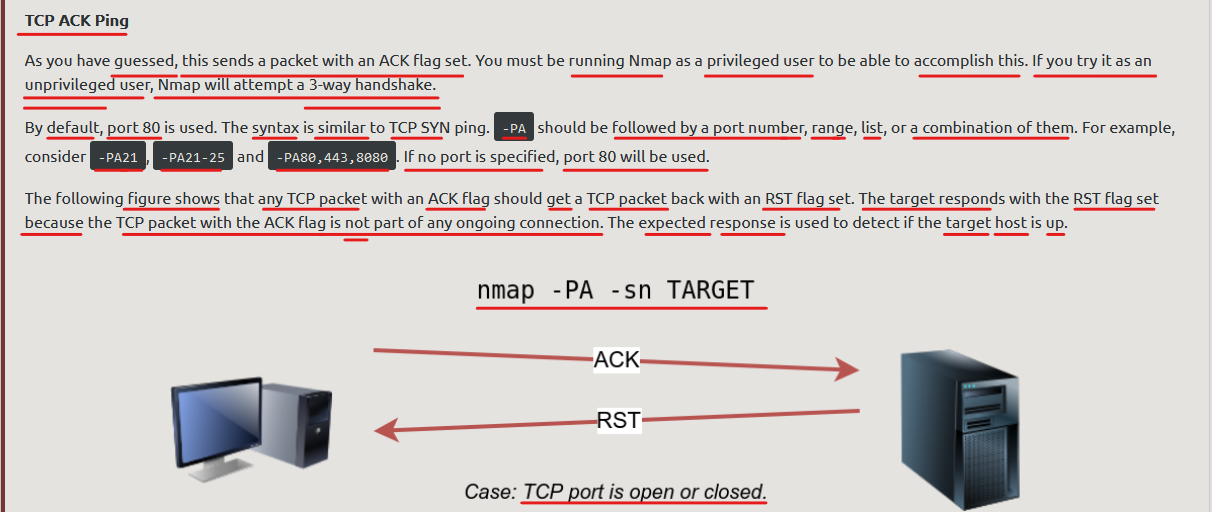 TCP ACK Ping
As you have guessed, this sends a packet with an ACK flag set. You must be running Nmap as a privileged user to be able to accomplish this. If you try it as an
unprivileged user, Nmap will attempt a 3-way handshake.
By default, port 80 is used. The syntax is similar to TCP SYN ping. -PA should be followed by a port number, range, list, or a combination of them. For example,
consider -PA21, -PA21-25 and -PA80,443,8080. If no port is specified, port 80 will be used.
The following figure shows that any TCP packet with an ACK flag should get a TCP packet back with an RST flag set. The target responds with the RST flag set
because the TCP packet with the ACK flag is not part of any ongoing connection. The expected response is used to detect if the target host is up.
nmap -PA -sn TARGET
ACK
RST
Case: TCP port is open or closed.